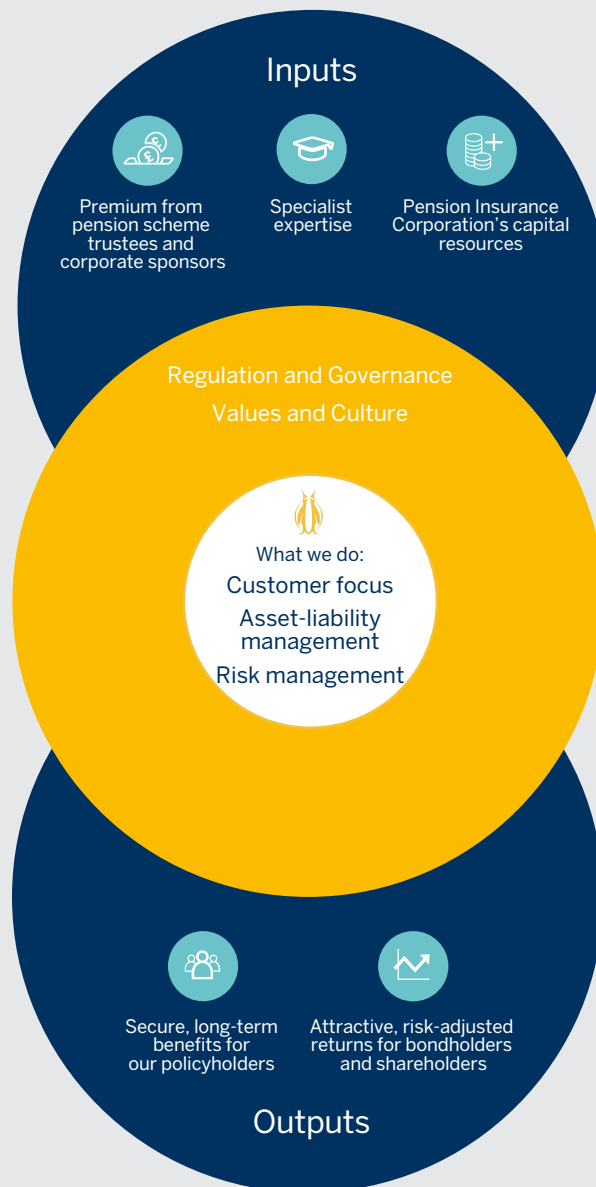 Inputs
Premium from
pension scheme
trustees and
corporate sponsors
Specialist
expertise
Pension Insurance
Corporation’s capital
resources
Regulation and Governance
Values and Culture
What we do:
Customer focus
Asset-liability
management
Risk management
Secure, long-term
benefits for
our policyholders
Attractive, risk-adjusted
returns for bondholders
and shareholders
Outputs